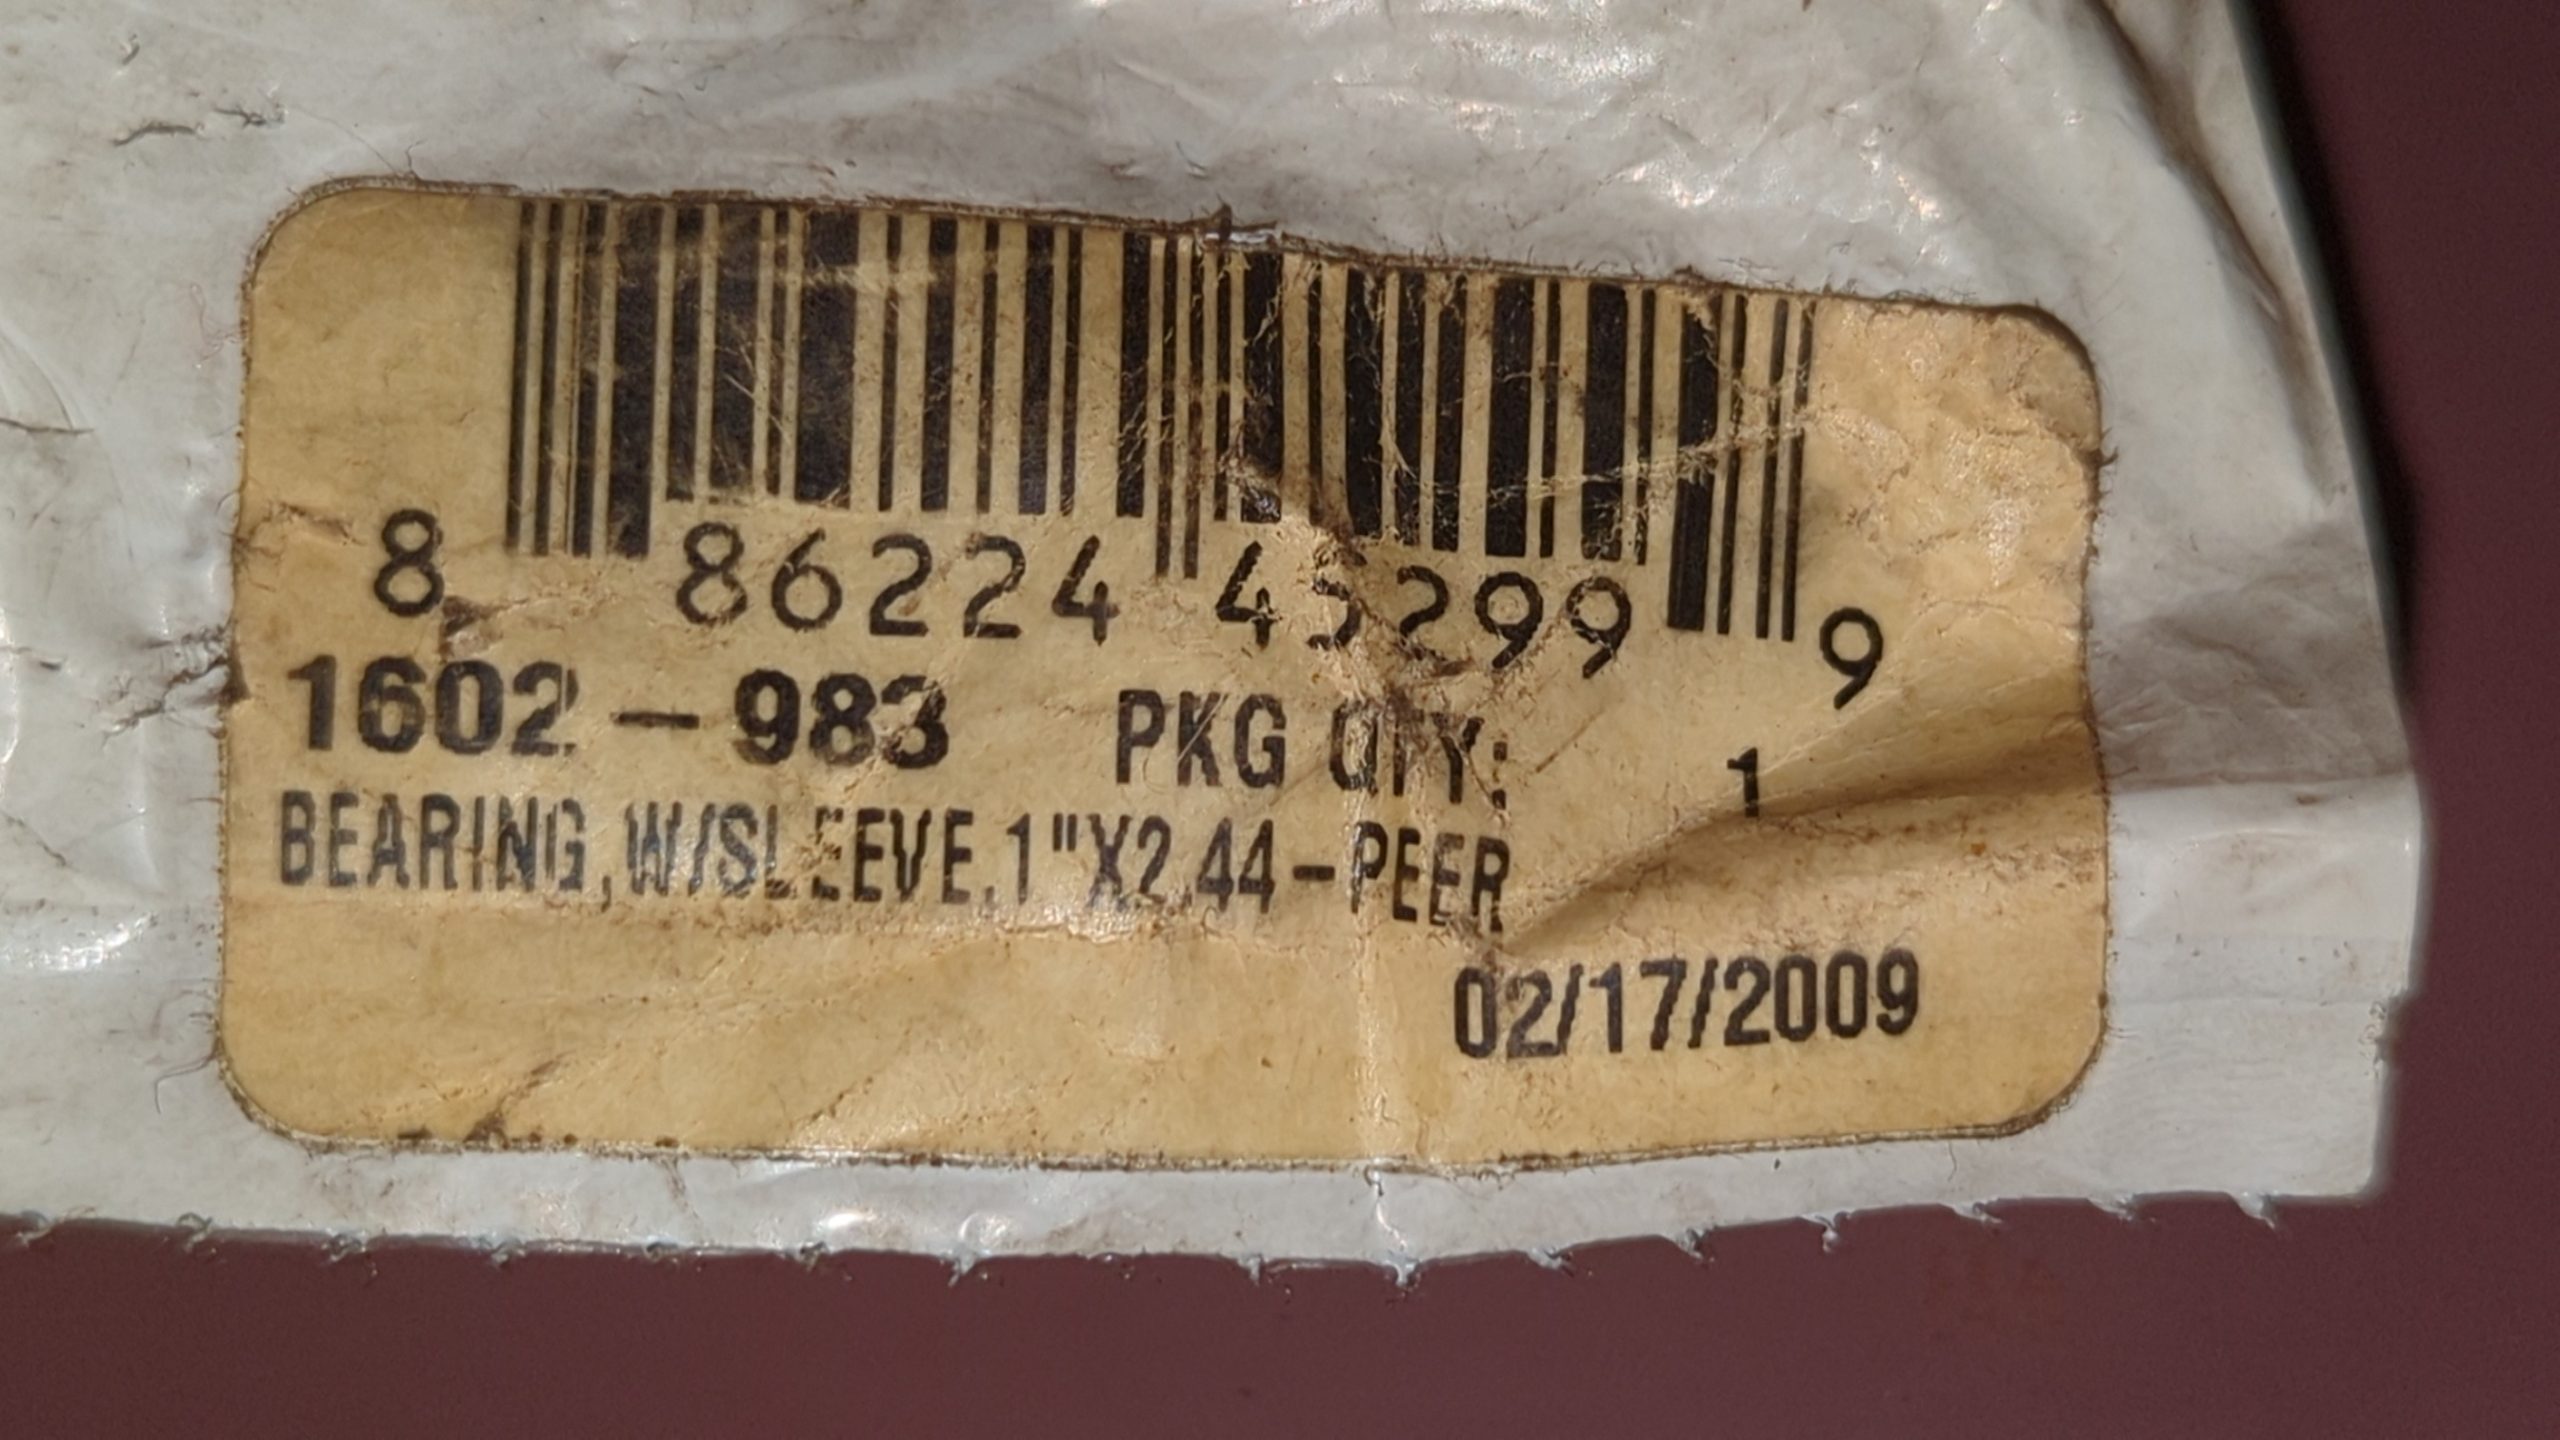 8 86224 45299 9
1602-983 PKG QTY: 1
BEARING,W/SLEEVE,1"X2.44-PEER
02/17/2009